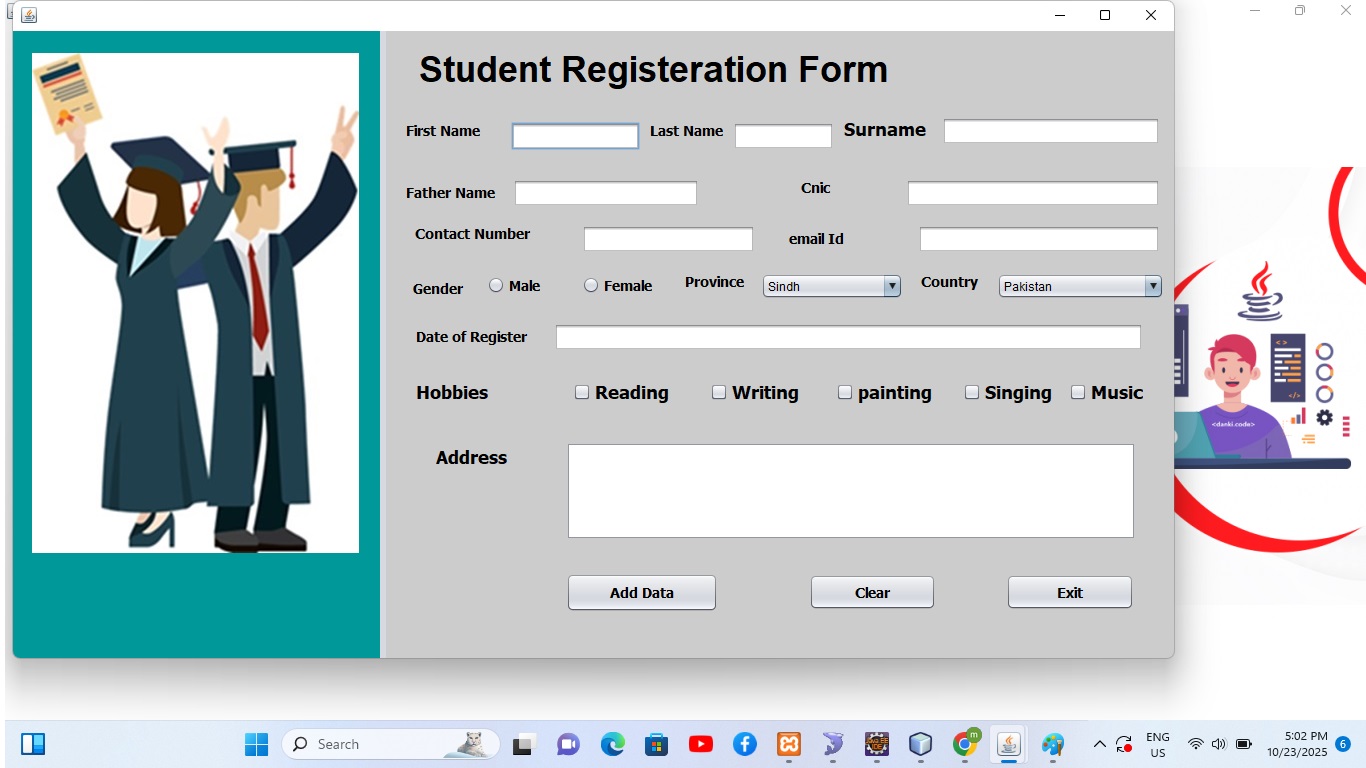 Student Registeration Form
First Name Last Name Surname
Father Name Cnic
Contact Number email Id
Gender Male Female Province Sindh Country Pakistan
Date of Register
Hobbies Reading Writing painting Singing Music
Address
Add Data Clear Exit
<danki.code>
Search
ENG
US
5:02 PM
10/23/2025
6